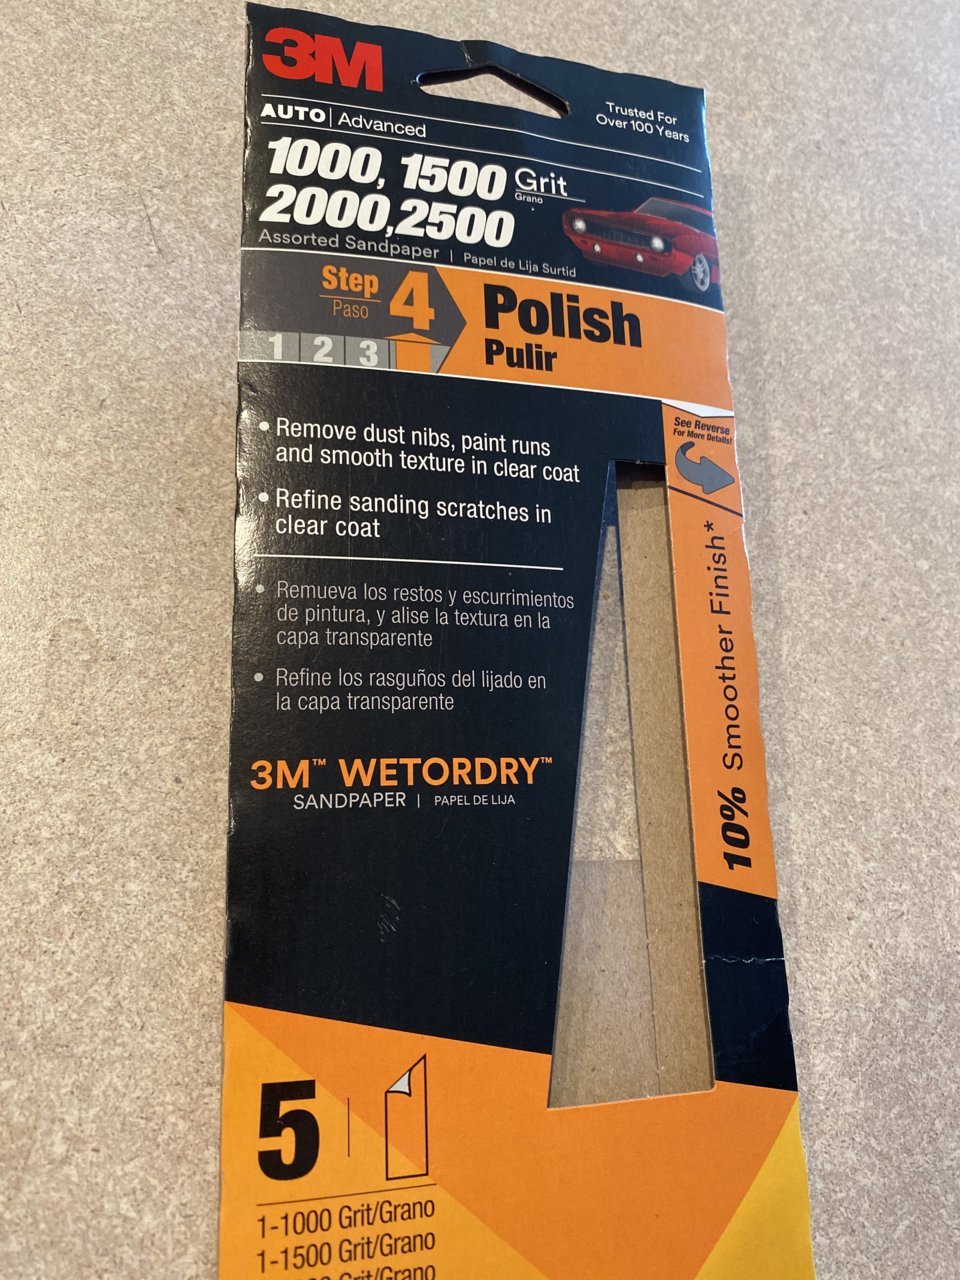 3M
AUTO | Advanced
Trusted For
Over 100 Years
1000, 1500 Grit
Grano
2000,2500
Assorted Sandpaper | Papel de Lija Surtid
Step 4
Paso
1 2 3
Polish
Pulir
See Reverse
For More Details!
• Remove dust nibs, paint runs
and smooth texture in clear coat
• Refine sanding scratches in
clear coat
• Remueva los restos y escurrimientos
de pintura, y alise la textura en la
capa transparente
• Refine los rasguños del lijado en
la capa transparente
10% Smoother Finish*
3M™ WETORDRY™
SANDPAPER | PAPEL DE LIJA
5
1-1000 Grit/Grano
1-1500 Grit/Grano
Grit/Grano